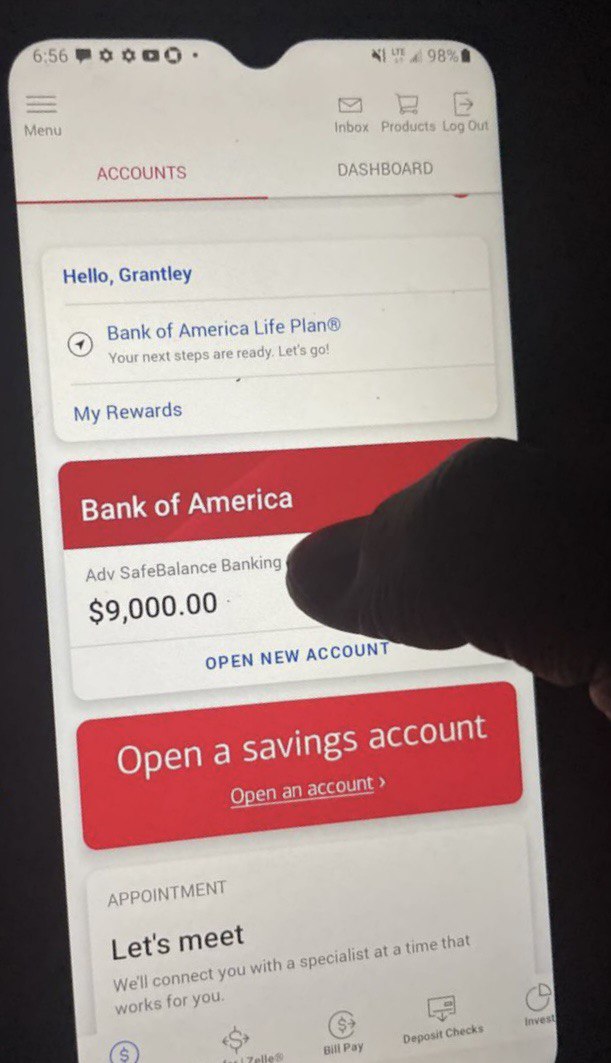 6:56
LTE 98%
Menu
Inbox Products Log Out
ACCOUNTS DASHBOARD
Hello, Grantley
Bank of America Life Plan®
Your next steps are ready. Let's go!
My Rewards
Bank of America
Adv SafeBalance Banking
$9,000.00
OPEN NEW ACCOUNT
Open a savings account
Open an account ›
APPOINTMENT
Let's meet
We'll connect you with a specialist at a time that
works for you.
Zelle® Bill Pay Deposit Checks Invest